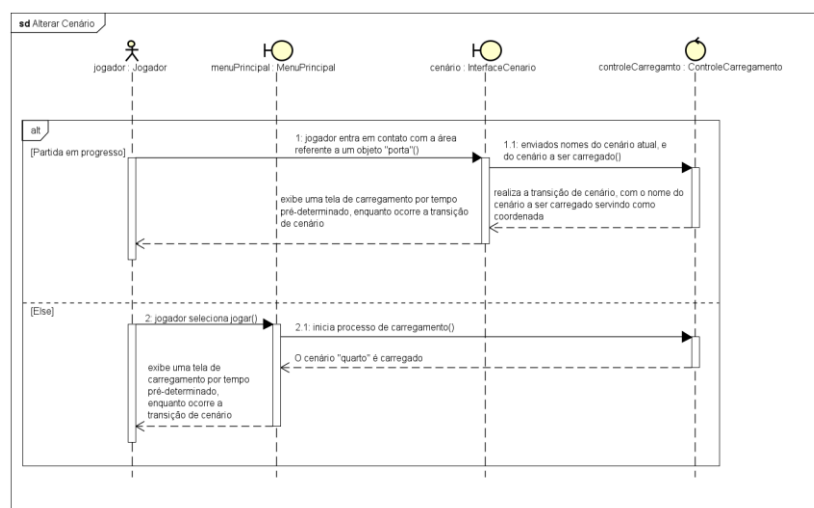 sd Alterar Cenário
jogador : Jogador
menuPrincipal : MenuPrincipal
cenário : InterfaceCenario
controleCarregamto : ControleCarregamento
alt
[Partida em progresso]
1: jogador entra em contato com a área
referente a um objeto "porta"()
1.1: enviados nomes do cenário atual, e
do cenário a ser carregado()
realiza a transição de cenário, com o nome do
cenário a ser carregado servindo como
coordenada
exibe uma tela de carregamento por tempo
pré-determinado, enquanto ocorre a transição
de cenário
[Else]
2: jogador seleciona jogar()
2.1: inicia processo de carregamento()
O cenário "quarto" é carregado
exibe uma tela de
carregamento por tempo
pré-determinado,
enquanto ocorre a
transição de cenário